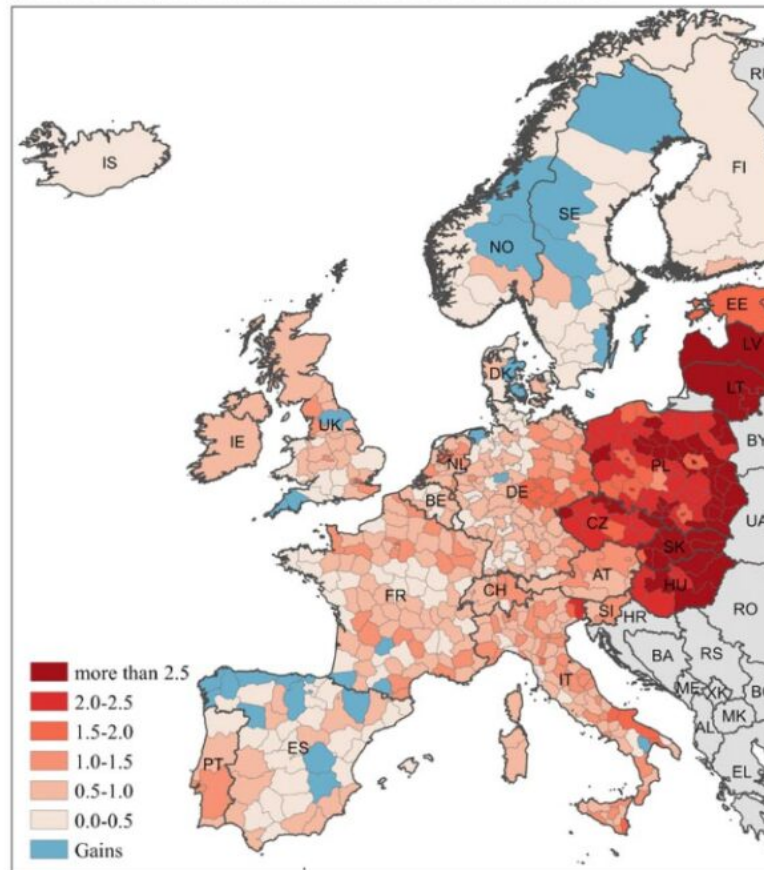 RU
IS
FI
SE
NO
EE
LV
DK
LT
IE
UK
BY
NL
PL
BE
DE
UA
CZ
SK
FR
AT
HU
CH
SI
RO
HR
more than 2.5
BA
RS
2.0-2.5
IT
ME
XK
BG
1.5-2.0
MK
AL
PT
ES
1.0-1.5
0.5-1.0
EL
0.0-0.5
Gains